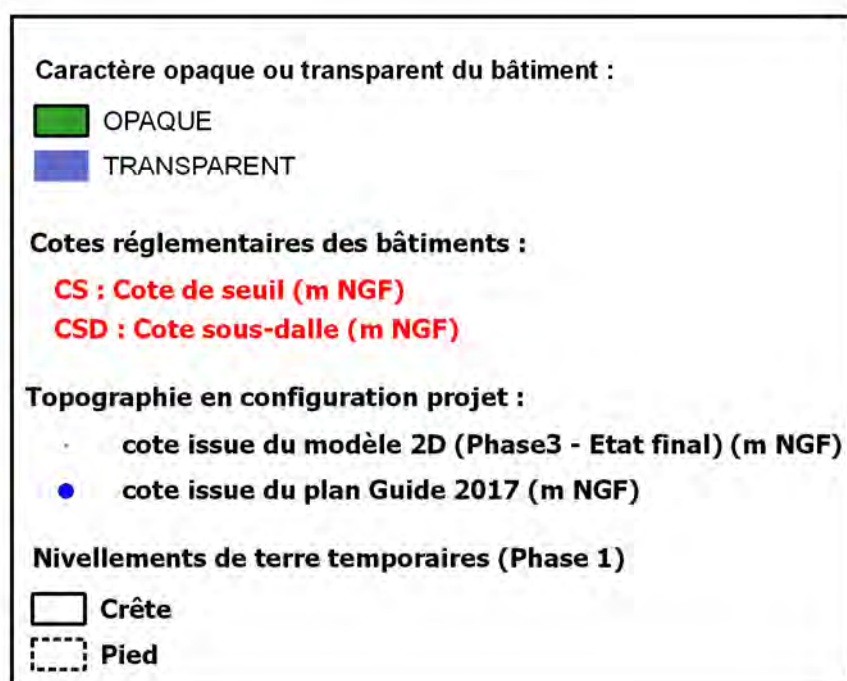 Caractère opaque ou transparent du bâtiment :
OPAQUE
TRANSPARENT
Cotes réglementaires des bâtiments :
CS : Cote de seuil (m NGF)
CSD : Cote sous-dalle (m NGF)
Topographie en configuration projet :
cote issue du modèle 2D (Phase3 - Etat final) (m NGF)
cote issue du plan Guide 2017 (m NGF)
Nivellements de terre temporaires (Phase 1)
Crête
Pied